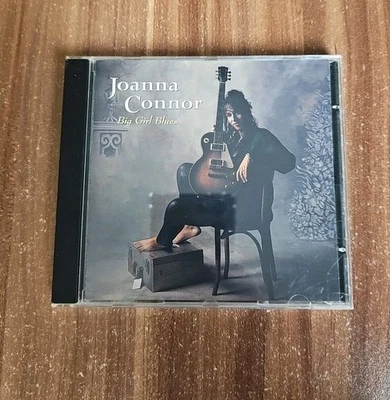 Joanna
Connor
Big Girl Blues